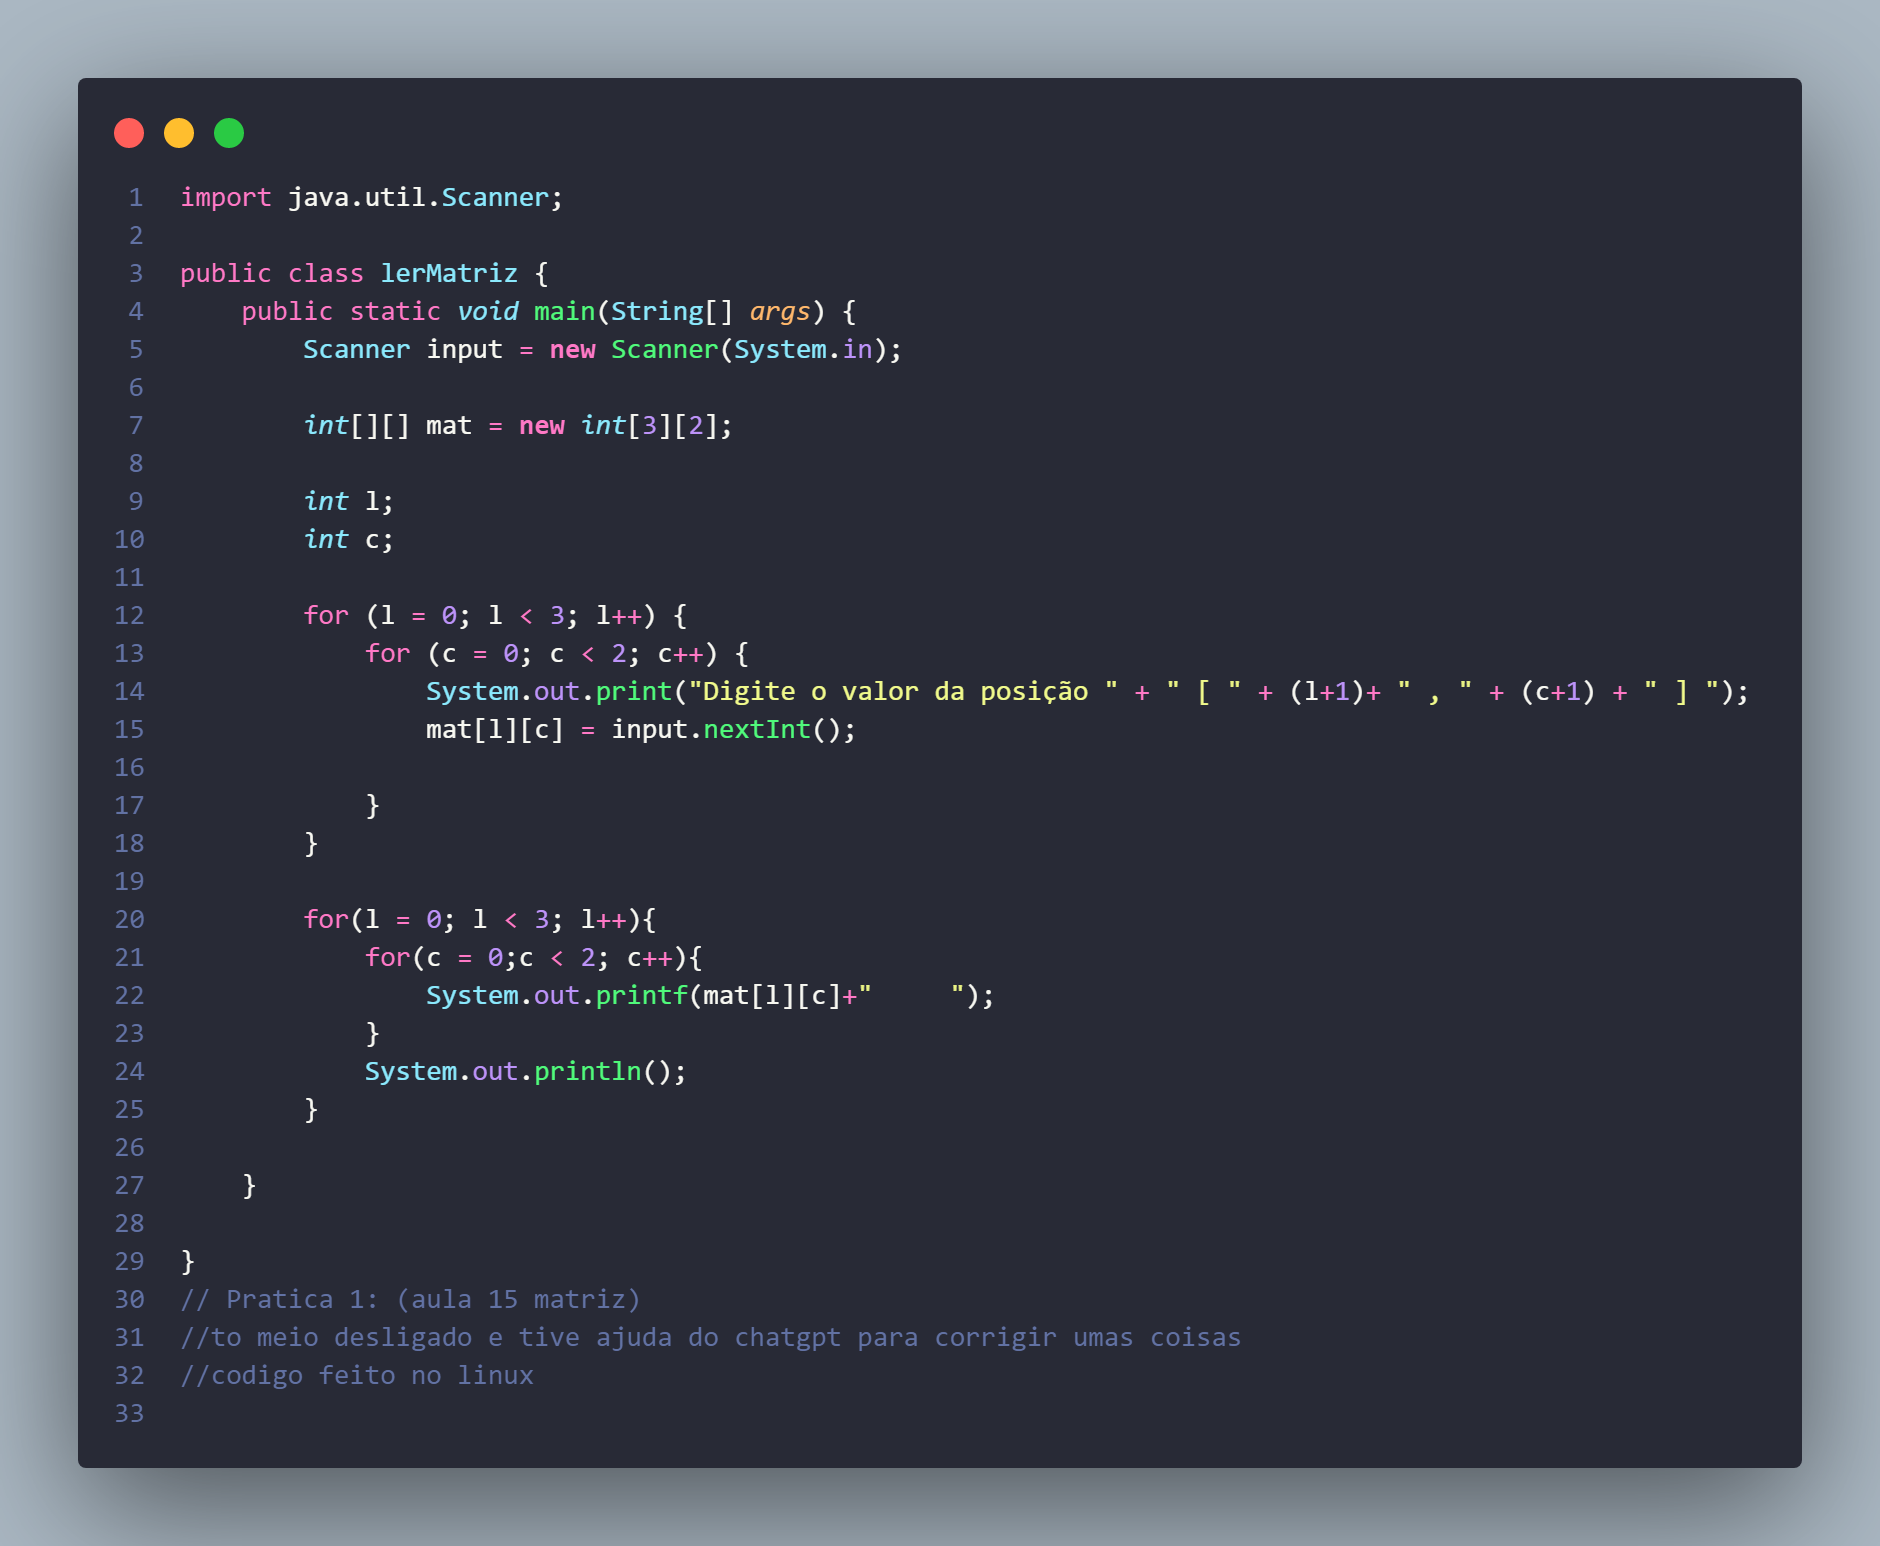 1 import java.util.Scanner;
2
3 public class lerMatriz {
4     public static void main(String[] args) {
5         Scanner input = new Scanner(System.in);
6
7         int[][] mat = new int[3][2];
8
9         int l;
10         int c;
11
12         for (l = 0; l < 3; l++) {
13             for (c = 0; c < 2; c++) {
14                 System.out.print("Digite o valor da posição " + " [ " + (l+1)+ " , " + (c+1) + " ] ");
15                 mat[l][c] = input.nextInt();
16
17             }
18         }
19
20         for(l = 0; l < 3; l++){
21             for(c = 0;c < 2; c++){
22                 System.out.printf(mat[l][c]+"     ");
23             }
24             System.out.println();
25         }
26
27     }
28
29 }
30 // Pratica 1: (aula 15 matriz)
31 //to meio desligado e tive ajuda do chatgpt para corrigir umas coisas
32 //codigo feito no linux
33